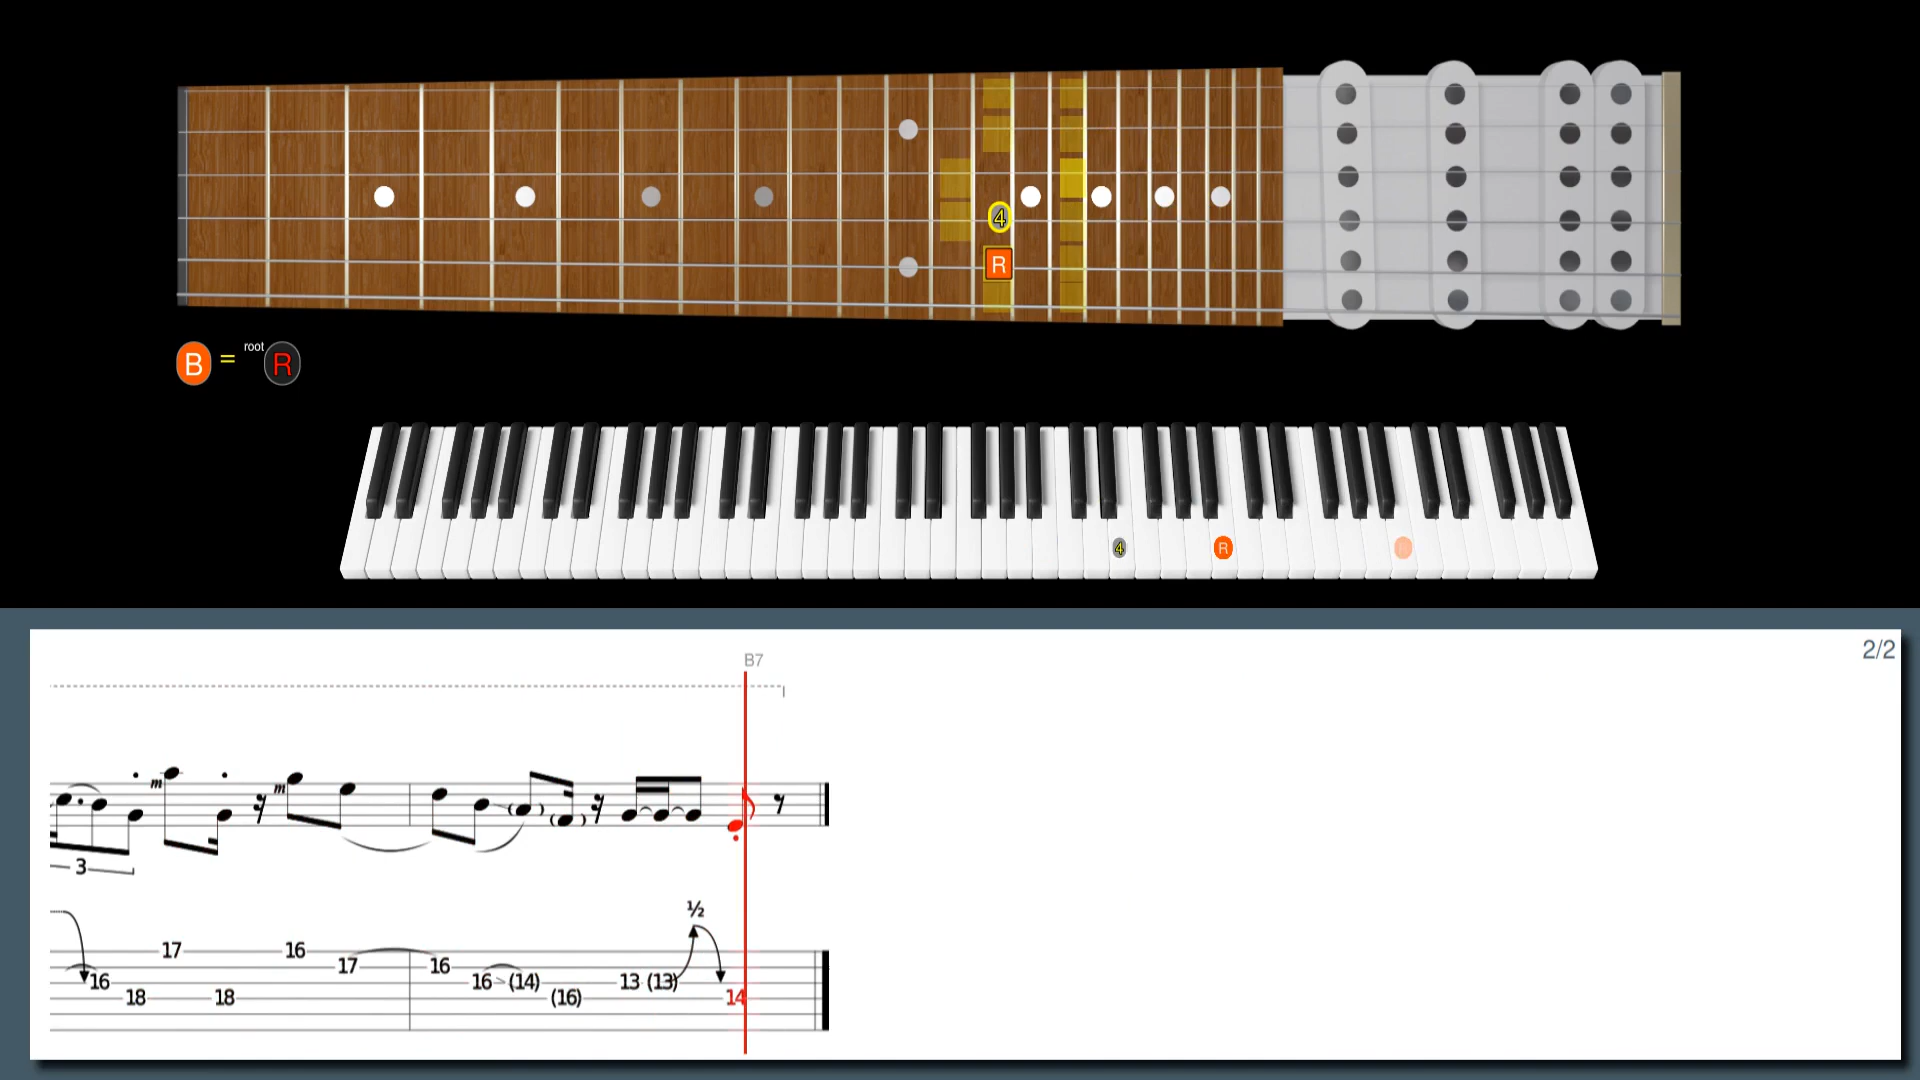 4
R
B = root R
4 R
2/2
B7
m
m
3
½
17 16
17 16
16 16 (14) 13 (13)
18 18 (16) 14